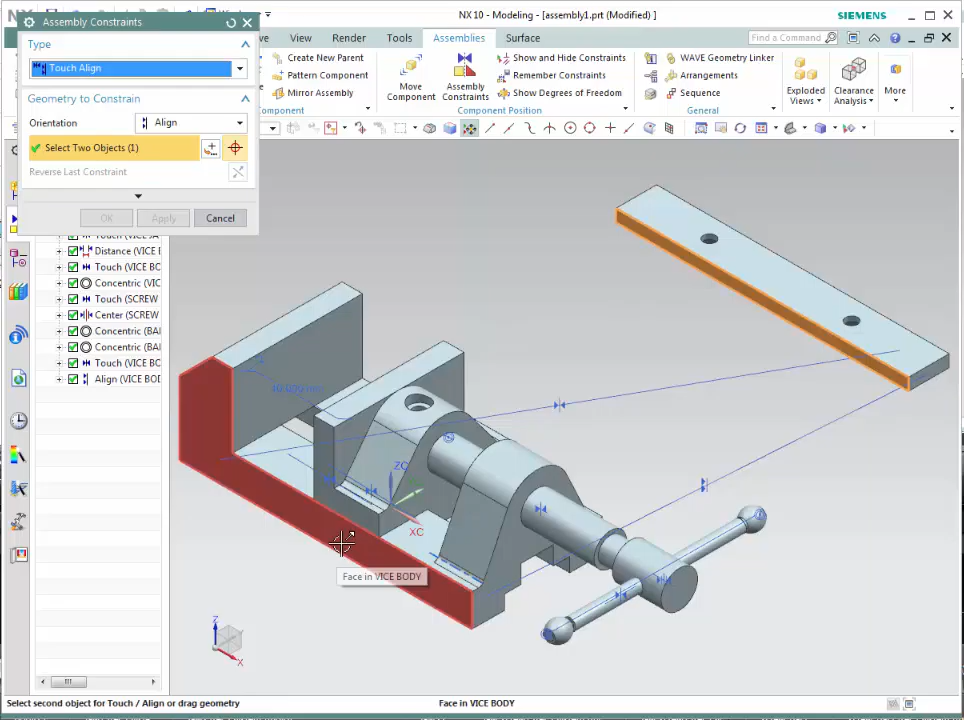 NX 10 - Modeling - [assembly1.prt (Modified) ]
SIEMENS
Assembly Constraints
View
Render
Tools
Assemblies
Surface
Find a Command
Type
Touch Align
Create New Parent
Pattern Component
Mirror Assembly
Move
Component
Assembly
Constraints
Show and Hide Constraints
Remember Constraints
Show Degrees of Freedom
WAVE Geometry Linker
Arrangements
Sequence
Exploded
Views
Clearance
Analysis
More
Component Position
General
Geometry to Constrain
Orientation
Align
Select Two Objects (1)
Reverse Last Constraint
OK
Apply
Cancel
Distance (VICE E
Touch (VICE BO
Concentric (VIC
Touch (SCREW
Center (SCREW
Concentric (BA
Concentric (BA
Touch (VICE BO
Align (VICE BOD
ZC
XC
Face in VICE BODY
Z
X
Select second object for Touch / Align or drag geometry
Face in VICE BODY